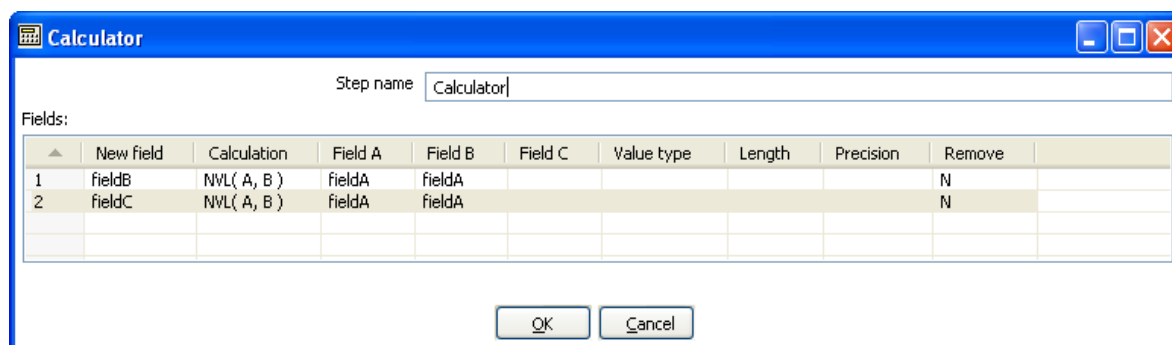 Calculator
Step name Calculator
Fields:
New field Calculation Field A Field B Field C Value type Length Precision Remove
1 fieldB NVL( A, B ) fieldA fieldA N
2 fieldC NVL( A, B ) fieldA fieldA N
OK Cancel